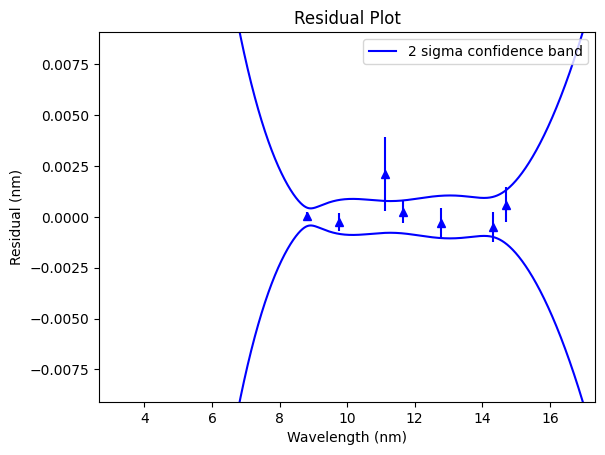 Residual Plot
2 sigma confidence band
Residual (nm)
0.0075
0.0050
0.0025
0.0000
−0.0025
−0.0050
−0.0075
4 6 8 10 12 14 16
Wavelength (nm)